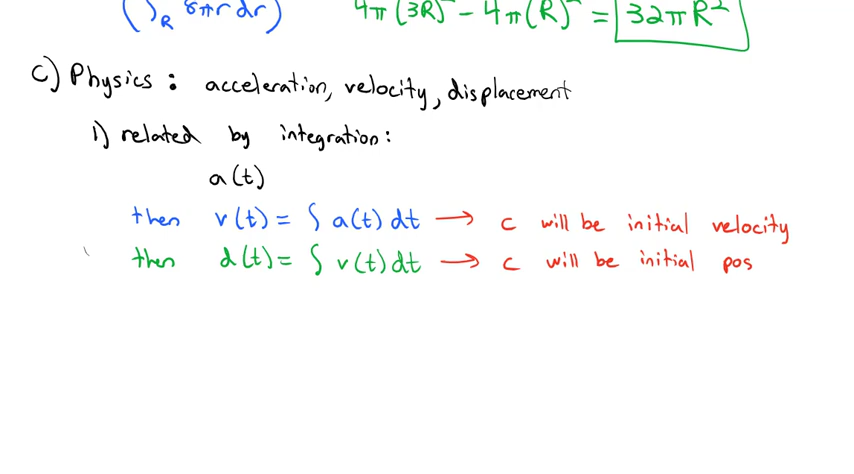 (∫R 8πr dr) 4π(3R)² - 4π(R)² = 32πR²
c) Physics: acceleration, velocity, displacement
1) related by integration:
a(t)
then v(t) = ∫ a(t) dt → c will be initial velocity
then d(t) = ∫ v(t) dt → c will be initial pos